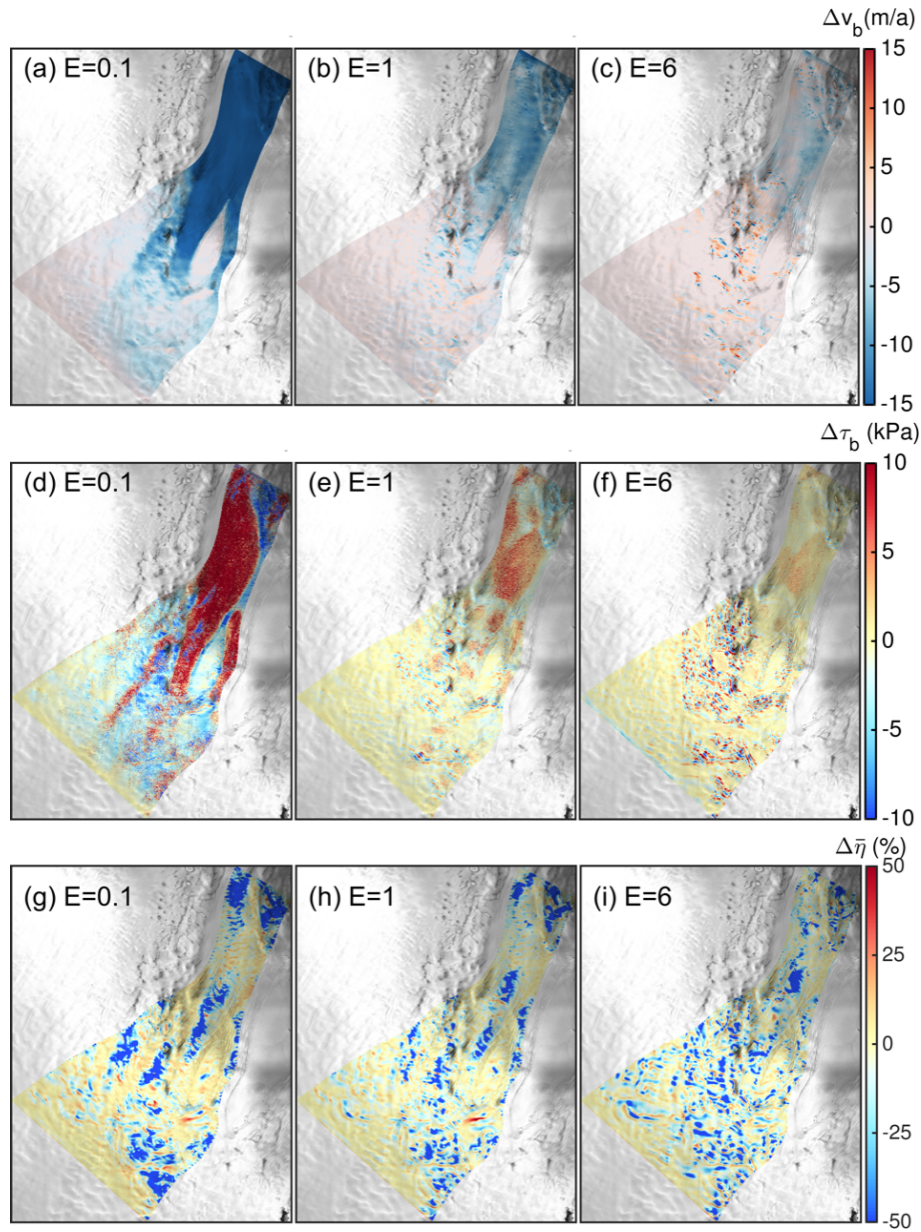 Δv_b(m/a)
(a) E=0.1
(b) E=1
(c) E=6
15
10
5
0
-5
-10
-15
Δτ_b (kPa)
(d) E=0.1
(e) E=1
(f) E=6
10
5
0
-5
-10
Δη̄ (%)
(g) E=0.1
(h) E=1
(i) E=6
50
25
0
-25
-50